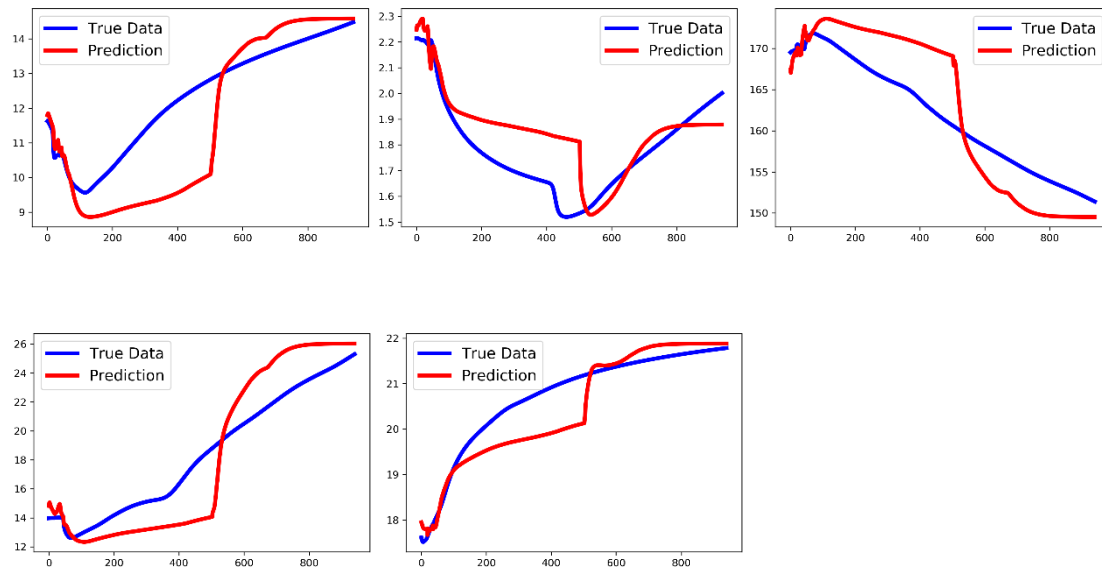 14
13
12
11
10
9
True Data
Prediction
0 200 400 600 800
2.3
2.2
2.1
2.0
1.9
1.8
1.7
1.6
1.5
True Data
Prediction
0 200 400 600 800
170
165
160
155
150
True Data
Prediction
0 200 400 600 800
26
24
22
20
18
16
14
12
True Data
Prediction
0 200 400 600 800
22
21
20
19
18
True Data
Prediction
0 200 400 600 800